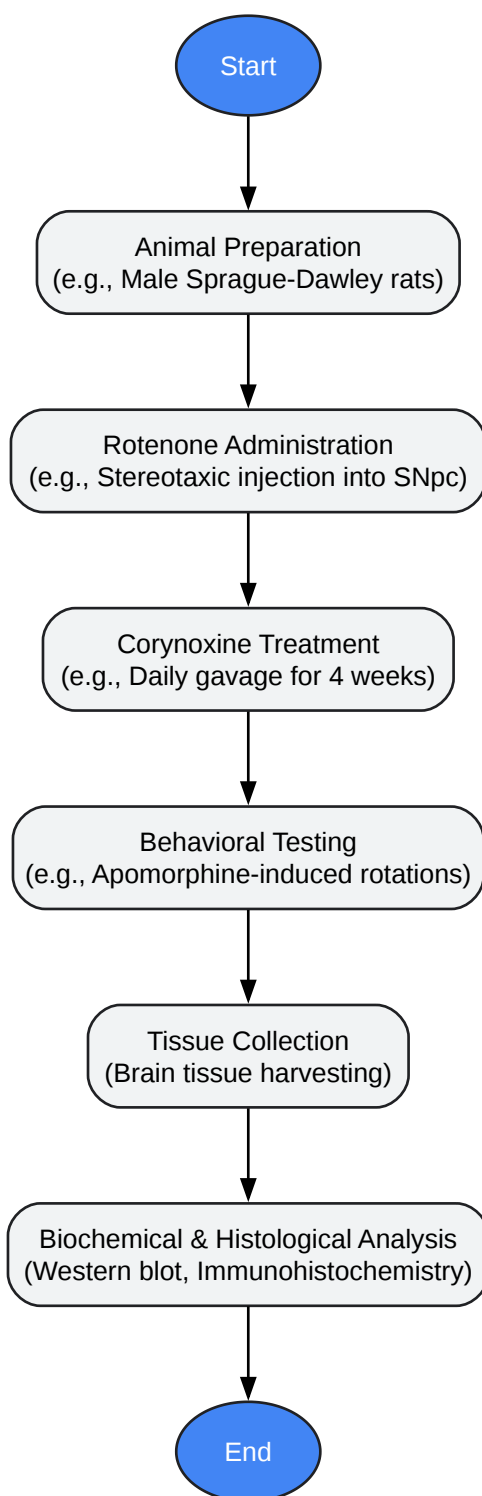 Start
Animal Preparation
(e.g., Male Sprague-Dawley rats)
Rotenone Administration
(e.g., Stereotaxic injection into SNpc)
Corynoxine Treatment
(e.g., Daily gavage for 4 weeks)
Behavioral Testing
(e.g., Apomorphine-induced rotations)
Tissue Collection
(Brain tissue harvesting)
Biochemical & Histological Analysis
(Western blot, Immunohistochemistry)
End